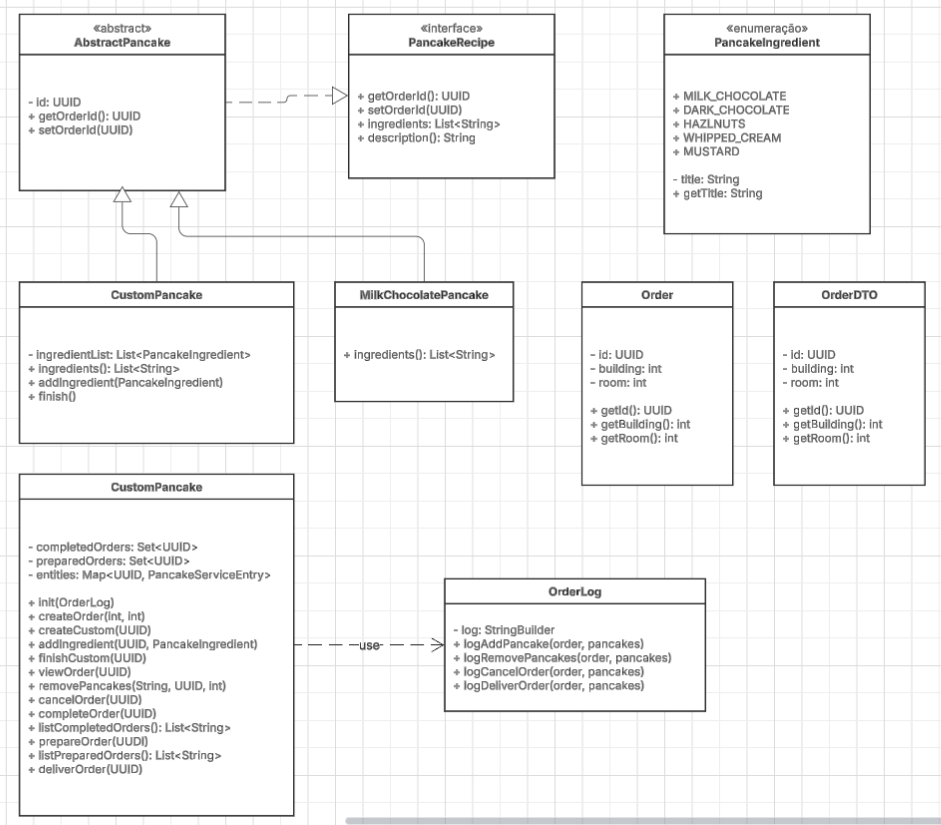 «abstract»
AbstractPancake
- id: UUID
+ getOrderId(): UUID
+ setOrderId(UUID)
«interface»
PancakeRecipe
+ getOrderId(): UUID
+ setOrderId(UUID)
+ ingredients: List<String>
+ description(): String
«enumeração»
PancakeIngredient
+ MILK_CHOCOLATE
+ DARK_CHOCOLATE
+ HAZLNUTS
+ WHIPPED_CREAM
+ MUSTARD
- title: String
+ getTitle: String
CustomPancake
- ingredientList: List<PancakeIngredient>
+ ingredients(): List<String>
+ addIngredient(PancakeIngredient)
+ finish()
MilkChocolatePancake
+ ingredients(): List<String>
Order
- id: UUID
- building: int
- room: int
+ getId(): UUID
+ getBuilding(): int
+ getRoom(): int
OrderDTO
- id: UUID
- building: int
- room: int
+ getId(): UUID
+ getBuilding(): int
+ getRoom(): int
CustomPancake
- completedOrders: Set<UUID>
- preparedOrders: Set<UUID>
- entities: Map<UUID, PancakeServiceEntry>
+ init(OrderLog)
+ createOrder(int, int)
+ createCustom(UUID)
+ addIngredient(UUID, PancakeIngredient)
+ finishCustom(UUID)
+ viewOrder(UUID)
+ removePancakes(String, UUID, int)
+ cancelOrder(UUID)
+ completeOrder(UUID)
+ listCompletedOrders(): List<String>
+ prepareOrder(UUDI)
+ listPreparedOrders(): List<String>
+ deliverOrder(UUID)
use
OrderLog
- log: StringBuilder
+ logAddPancake(order, pancakes)
+ logRemovePancakes(order, pancakes)
+ logCancelOrder(order, pancakes)
+ logDeliverOrder(order, pancakes)